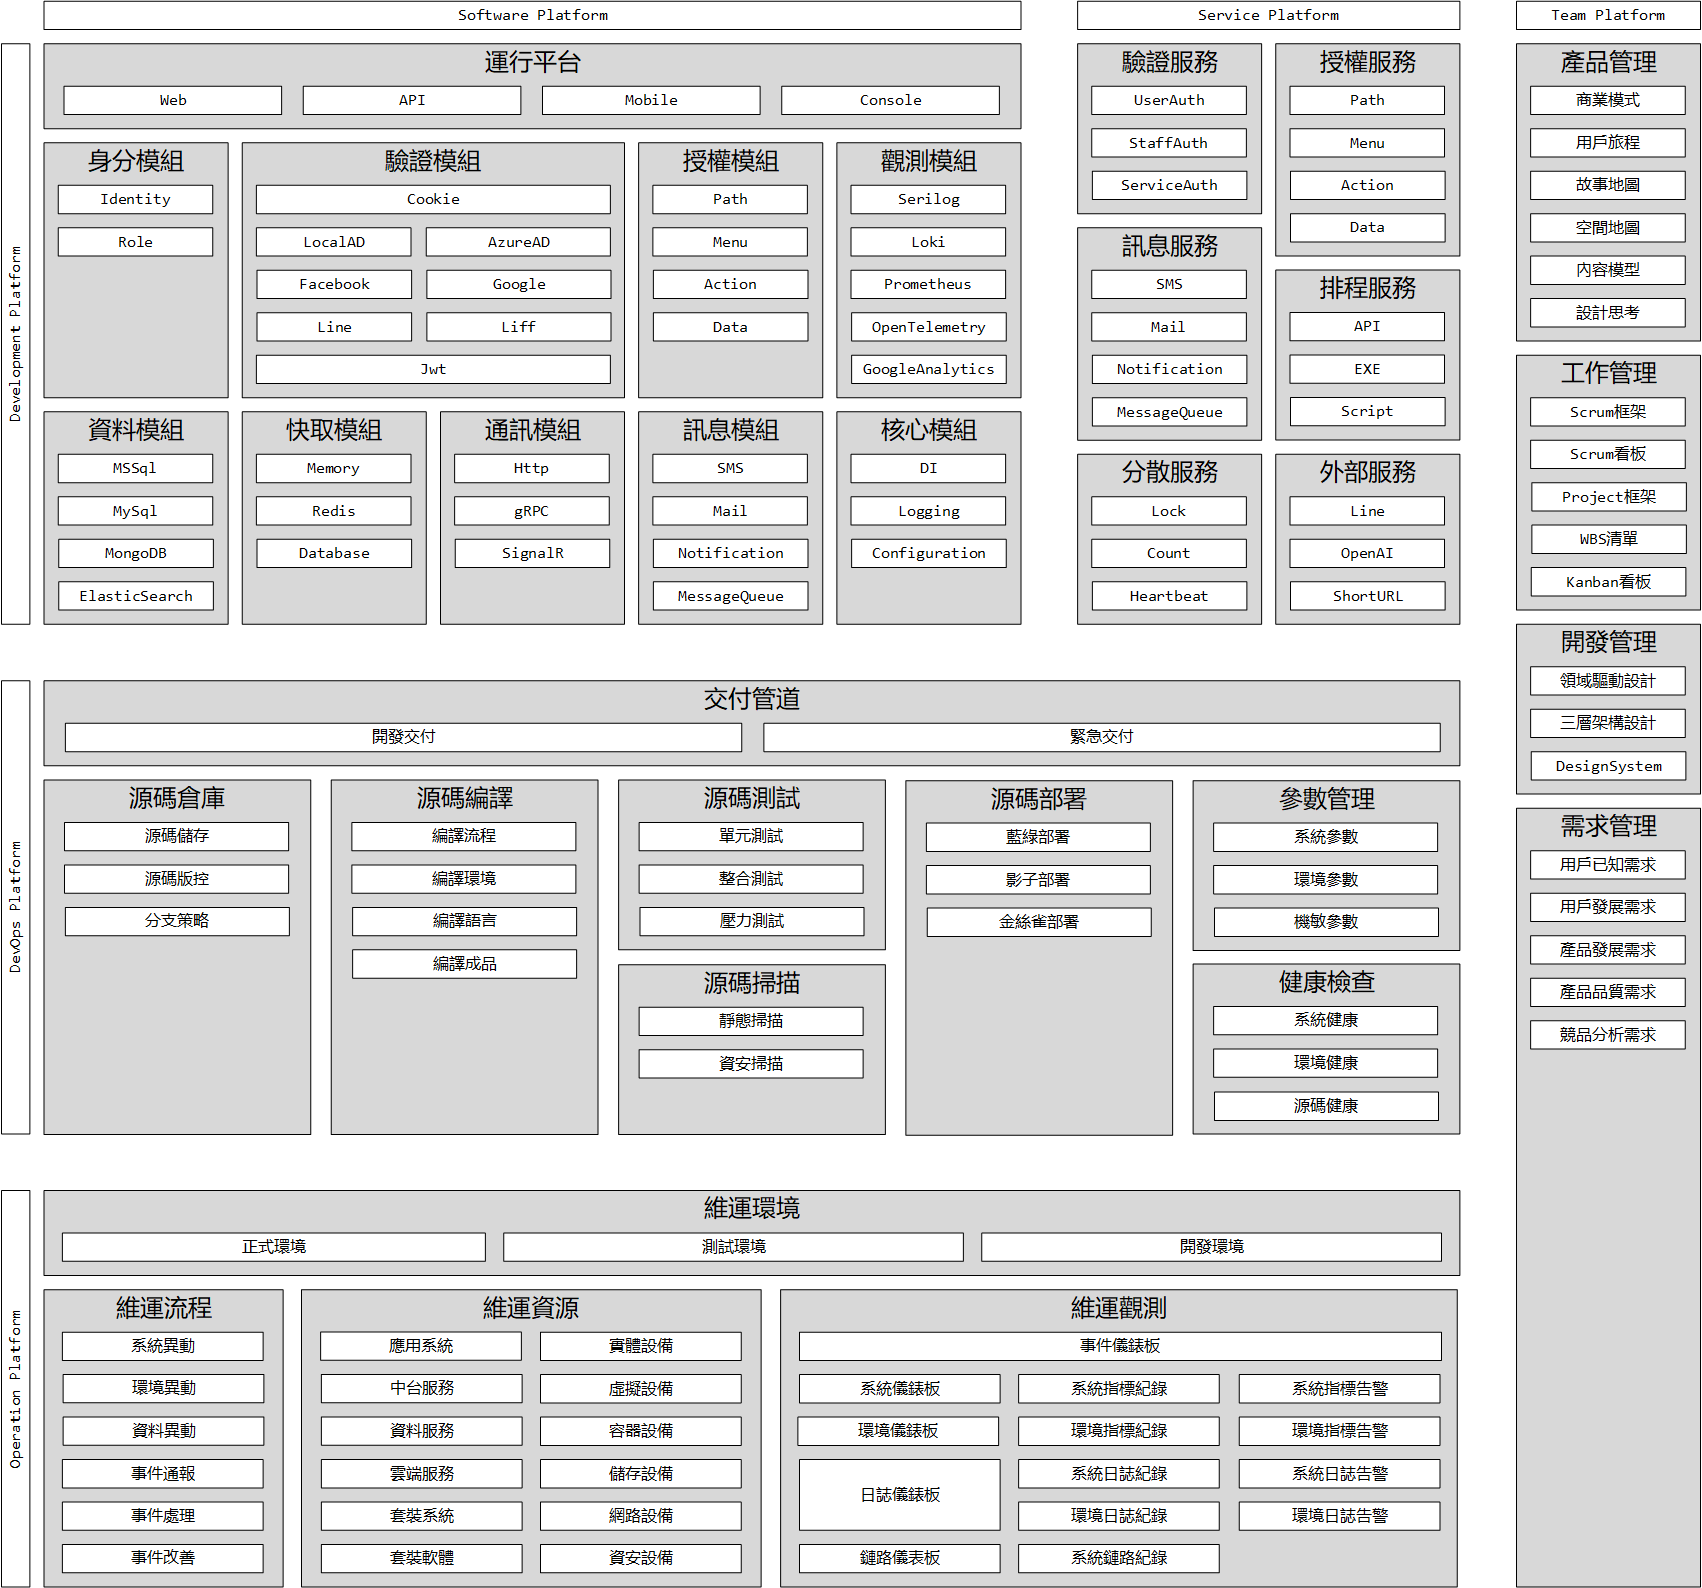 Software Platform
Service Platform
Team Platform
Development Platform
運行平台
Web
API
Mobile
Console
身分模組
Identity
Role
驗證模組
Cookie
LocalAD
AzureAD
Facebook
Google
Line
Liff
Jwt
授權模組
Path
Menu
Action
Data
觀測模組
Serilog
Loki
Prometheus
OpenTelemetry
GoogleAnalytics
資料模組
MSSql
MySql
MongoDB
ElasticSearch
快取模組
Memory
Redis
Database
通訊模組
Http
gRPC
SignalR
訊息模組
SMS
Mail
Notification
MessageQueue
核心模組
DI
Logging
Configuration
驗證服務
UserAuth
StaffAuth
ServiceAuth
授權服務
Path
Menu
Action
Data
訊息服務
SMS
Mail
Notification
MessageQueue
排程服務
API
EXE
Script
分散服務
Lock
Count
Heartbeat
外部服務
Line
OpenAI
ShortURL
產品管理
商業模式
用戶旅程
故事地圖
空間地圖
內容模型
設計思考
工作管理
Scrum框架
Scrum看板
Project框架
WBS清單
Kanban看板
開發管理
領域驅動設計
三層架構設計
DesignSystem
需求管理
用戶已知需求
用戶發展需求
產品發展需求
產品品質需求
競品分析需求
DevOps Platform
交付管道
開發交付
緊急交付
源碼倉庫
源碼儲存
源碼版控
分支策略
源碼編譯
編譯流程
編譯環境
編譯語言
編譯成品
源碼測試
單元測試
整合測試
壓力測試
源碼掃描
靜態掃描
資安掃描
源碼部署
藍綠部署
影子部署
金絲雀部署
參數管理
系統參數
環境參數
機敏參數
健康檢查
系統健康
環境健康
源碼健康
Operation Platform
維運環境
正式環境
測試環境
開發環境
維運流程
系統異動
環境異動
資料異動
事件通報
事件處理
事件改善
維運資源
應用系統
實體設備
中台服務
虛擬設備
資料服務
容器設備
雲端服務
儲存設備
套裝系統
網路設備
套裝軟體
資安設備
維運觀測
事件儀錶板
系統儀錶板
系統指標紀錄
系統指標告警
環境儀錶板
環境指標紀錄
環境指標告警
日誌儀錶板
系統日誌紀錄
系統日誌告警
環境日誌紀錄
環境日誌告警
鏈路儀表板
系統鏈路紀錄